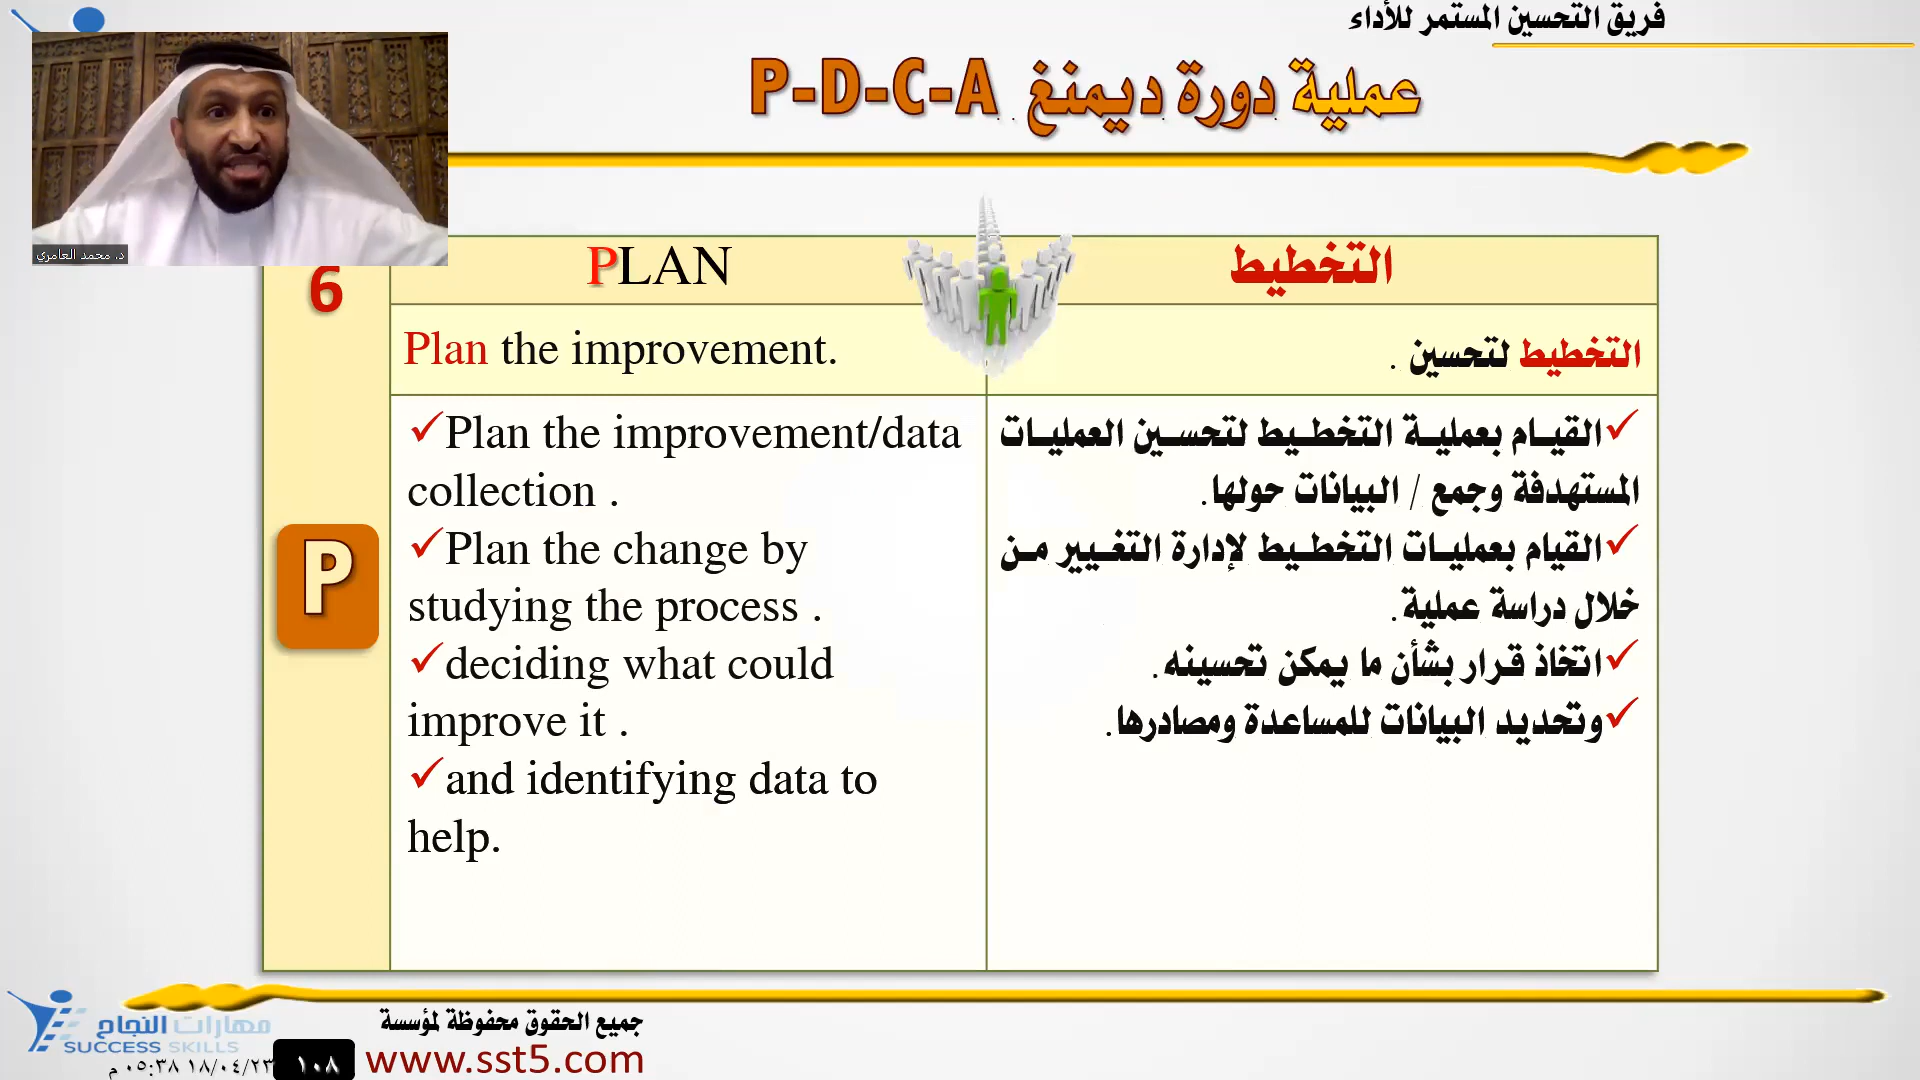 فريق التحسين المستمر للأداء
عملية دورة ديمنغ P-D-C-A
د. محمد العامري
6
PLAN
التخطيط
Plan the improvement.
التخطيط لتحسين .
P
✓Plan the improvement/data
collection .
✓Plan the change by
studying the process .
✓deciding what could
improve it .
✓and identifying data to
help.
✓القيام بعملية التخطيط لتحسين العمليات
المستهدفة وجمع / البيانات حولها.
✓القيام بعمليات التخطيط لإدارة التغيير من
خلال دراسة عملية.
✓اتخاذ قرار بشأن ما يمكن تحسينه.
✓وتحديد البيانات للمساعدة ومصادرها.
مهارات النجاح
SUCCESS SKILLS
١٨/٠٤/٢٣ ٠٥:٣٨ م
١٠٨
جميع الحقوق محفوظة لمؤسسة
www.sst5.com